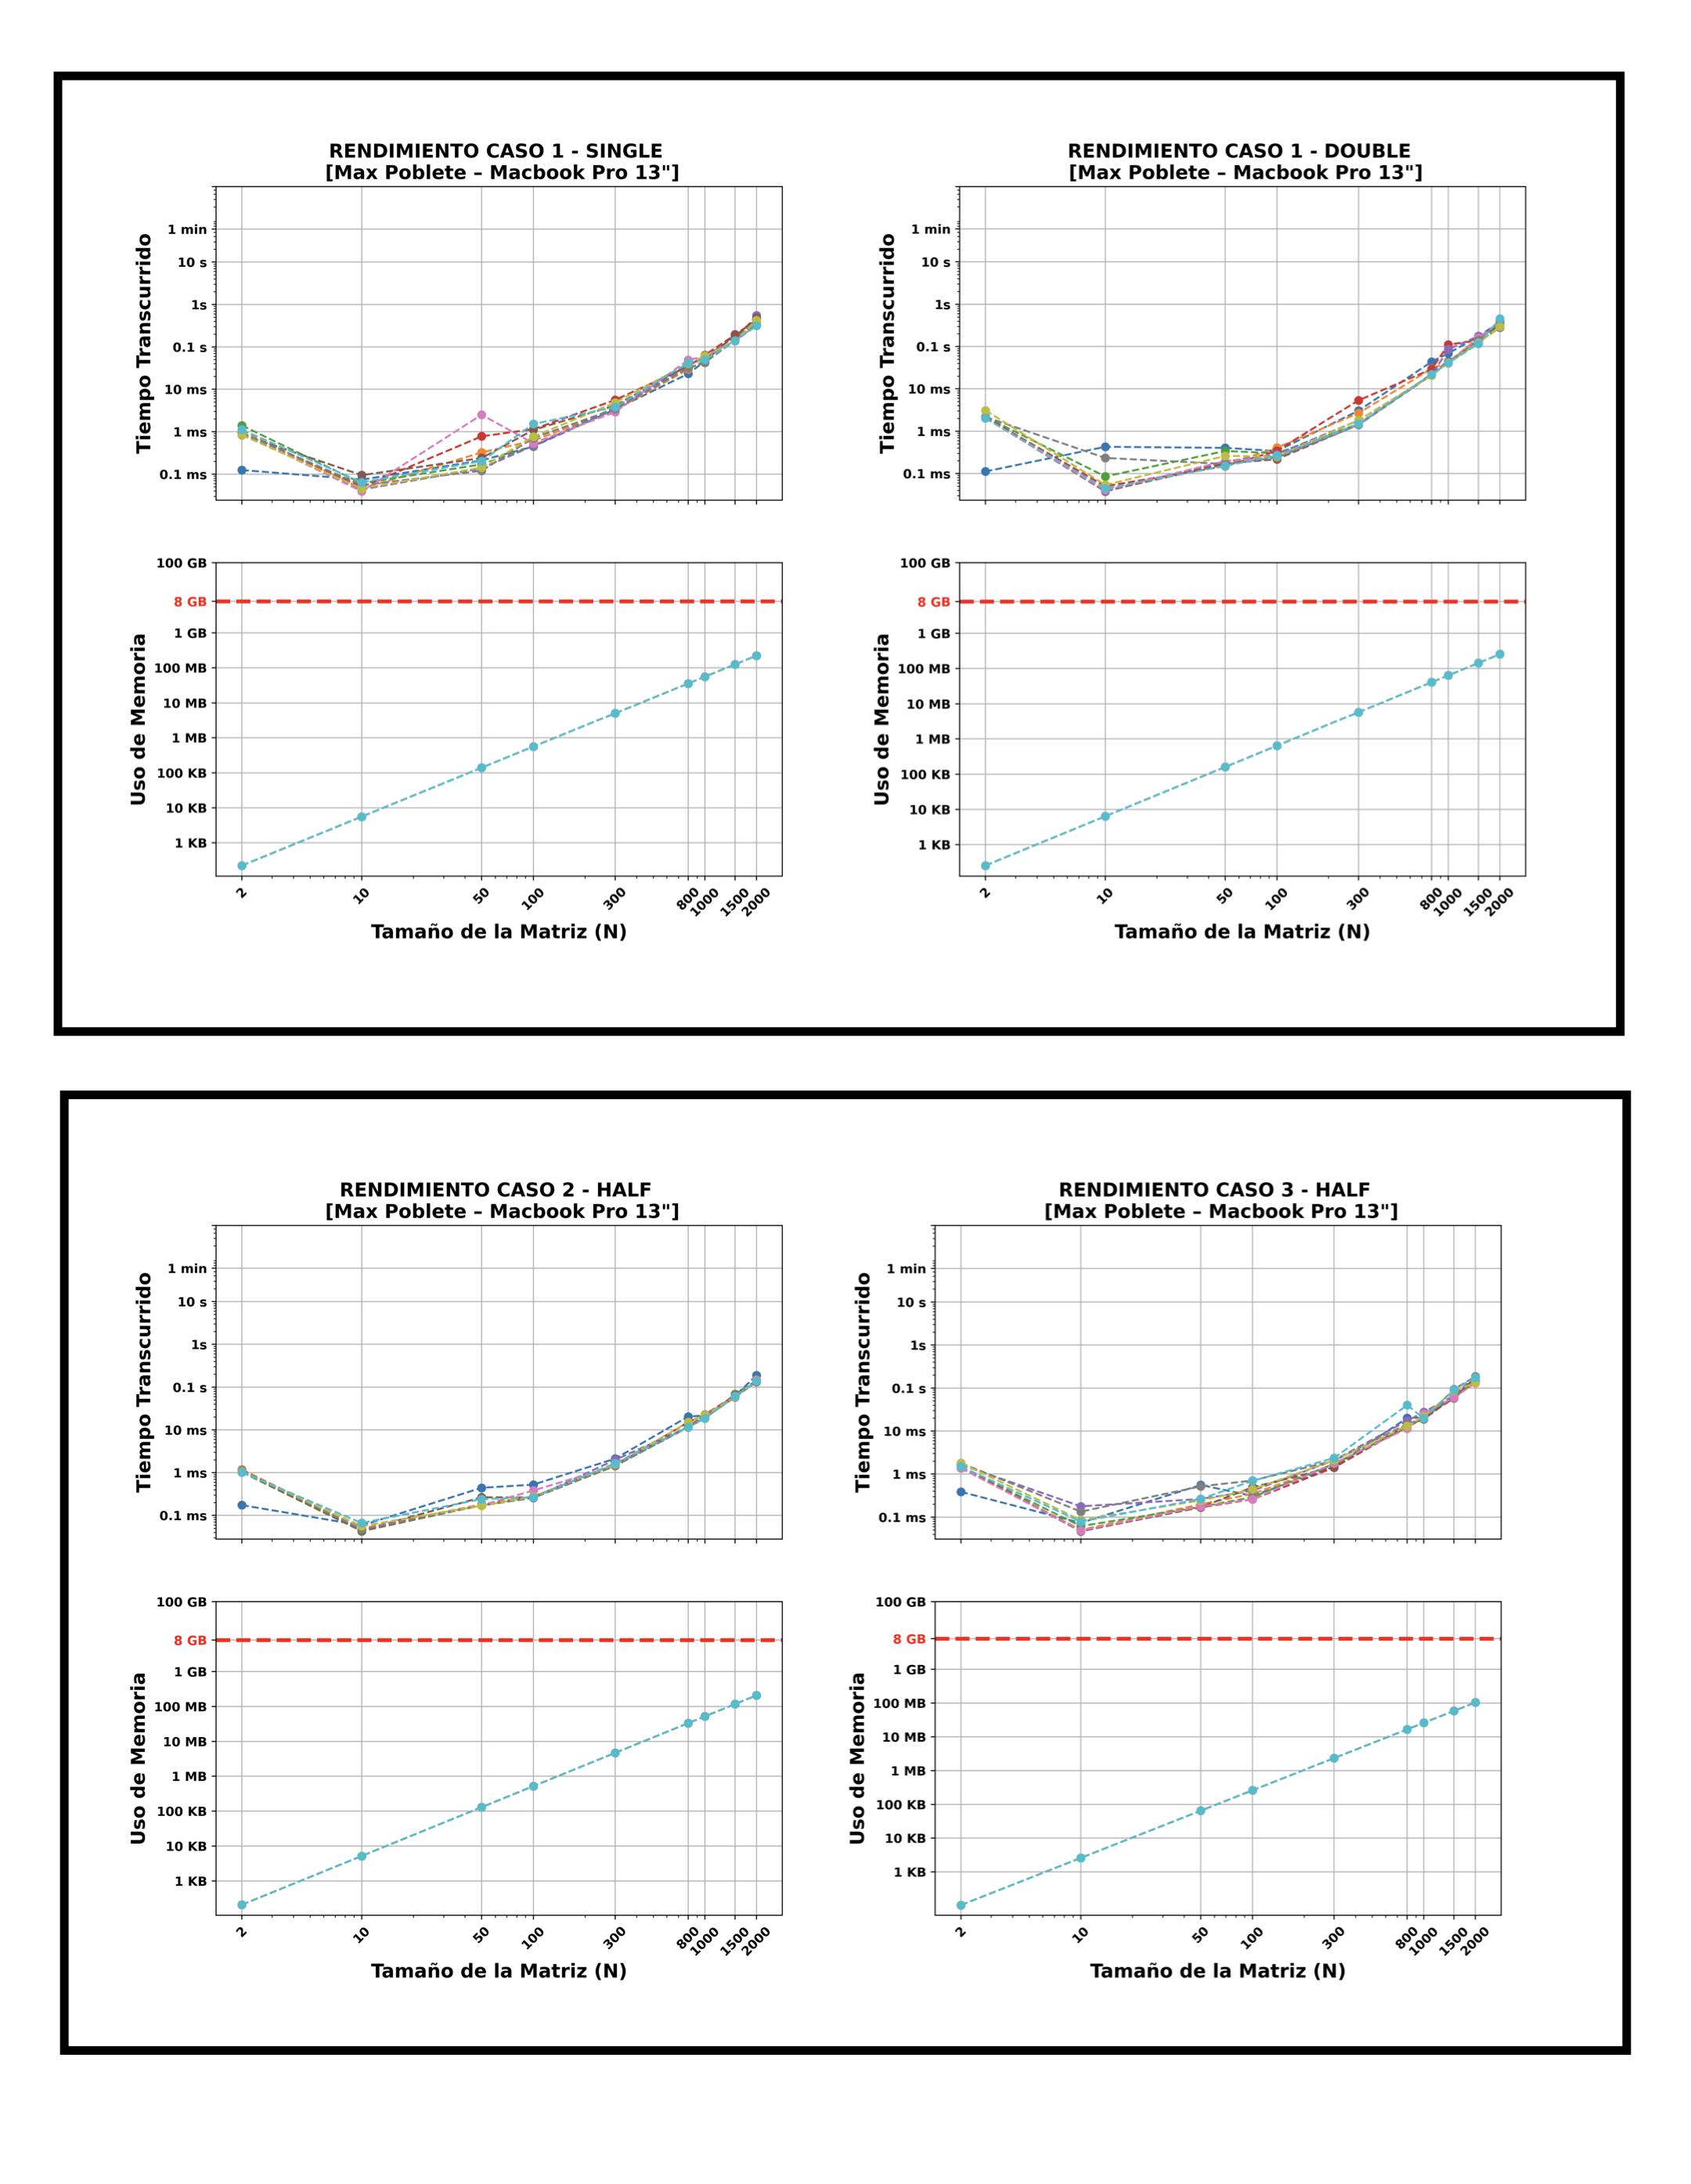 RENDIMIENTO CASO 1 - SINGLE
[Max Poblete – Macbook Pro 13"]
Tiempo Transcurrido
1 min
10 s
1s
0.1 s
10 ms
1 ms
0.1 ms
Uso de Memoria
100 GB
8 GB
1 GB
100 MB
10 MB
1 MB
100 KB
10 KB
1 KB
2 10 50 100 300 800 1000 1500 2000
Tamaño de la Matriz (N)
RENDIMIENTO CASO 1 - DOUBLE
[Max Poblete – Macbook Pro 13"]
Tiempo Transcurrido
1 min
10 s
1s
0.1 s
10 ms
1 ms
0.1 ms
Uso de Memoria
100 GB
8 GB
1 GB
100 MB
10 MB
1 MB
100 KB
10 KB
1 KB
2 10 50 100 300 800 1000 1500 2000
Tamaño de la Matriz (N)
RENDIMIENTO CASO 2 - HALF
[Max Poblete – Macbook Pro 13"]
Tiempo Transcurrido
1 min
10 s
1s
0.1 s
10 ms
1 ms
0.1 ms
Uso de Memoria
100 GB
8 GB
1 GB
100 MB
10 MB
1 MB
100 KB
10 KB
1 KB
2 10 50 100 300 800 1000 1500 2000
Tamaño de la Matriz (N)
RENDIMIENTO CASO 3 - HALF
[Max Poblete – Macbook Pro 13"]
Tiempo Transcurrido
1 min
10 s
1s
0.1 s
10 ms
1 ms
0.1 ms
Uso de Memoria
100 GB
8 GB
1 GB
100 MB
10 MB
1 MB
100 KB
10 KB
1 KB
2 10 50 100 300 800 1000 1500 2000
Tamaño de la Matriz (N)